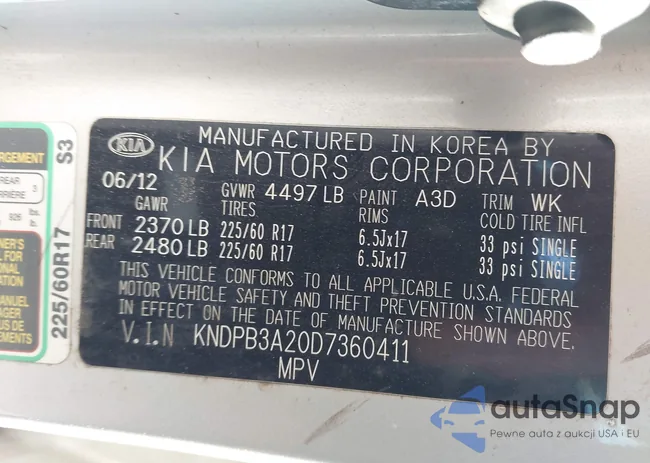 MANUFACTURED IN KOREA BY
KIA KIA MOTORS CORPORATION
06/12 GVWR 4497 LB PAINT A3D TRIM WK
GAWR TIRES RIMS COLD TIRE INFL
FRONT 2370 LB 225/60 R17 6.5Jx17 33 psi SINGLE
REAR 2480 LB 225/60 R17 6.5Jx17 33 psi SINGLE
THIS VEHICLE CONFORMS TO ALL APPLICABLE U.S.A. FEDERAL
MOTOR VEHICLE SAFETY AND THEFT PREVENTION STANDARDS
IN EFFECT ON THE DATE OF MANUFACTURE SHOWN ABOVE.
V.I.N KNDPB3A20D7360411
MPV
225/60R17 S3
REAR
3
lbs.
autoSnap
Pewne auta z aukcji USA i EU